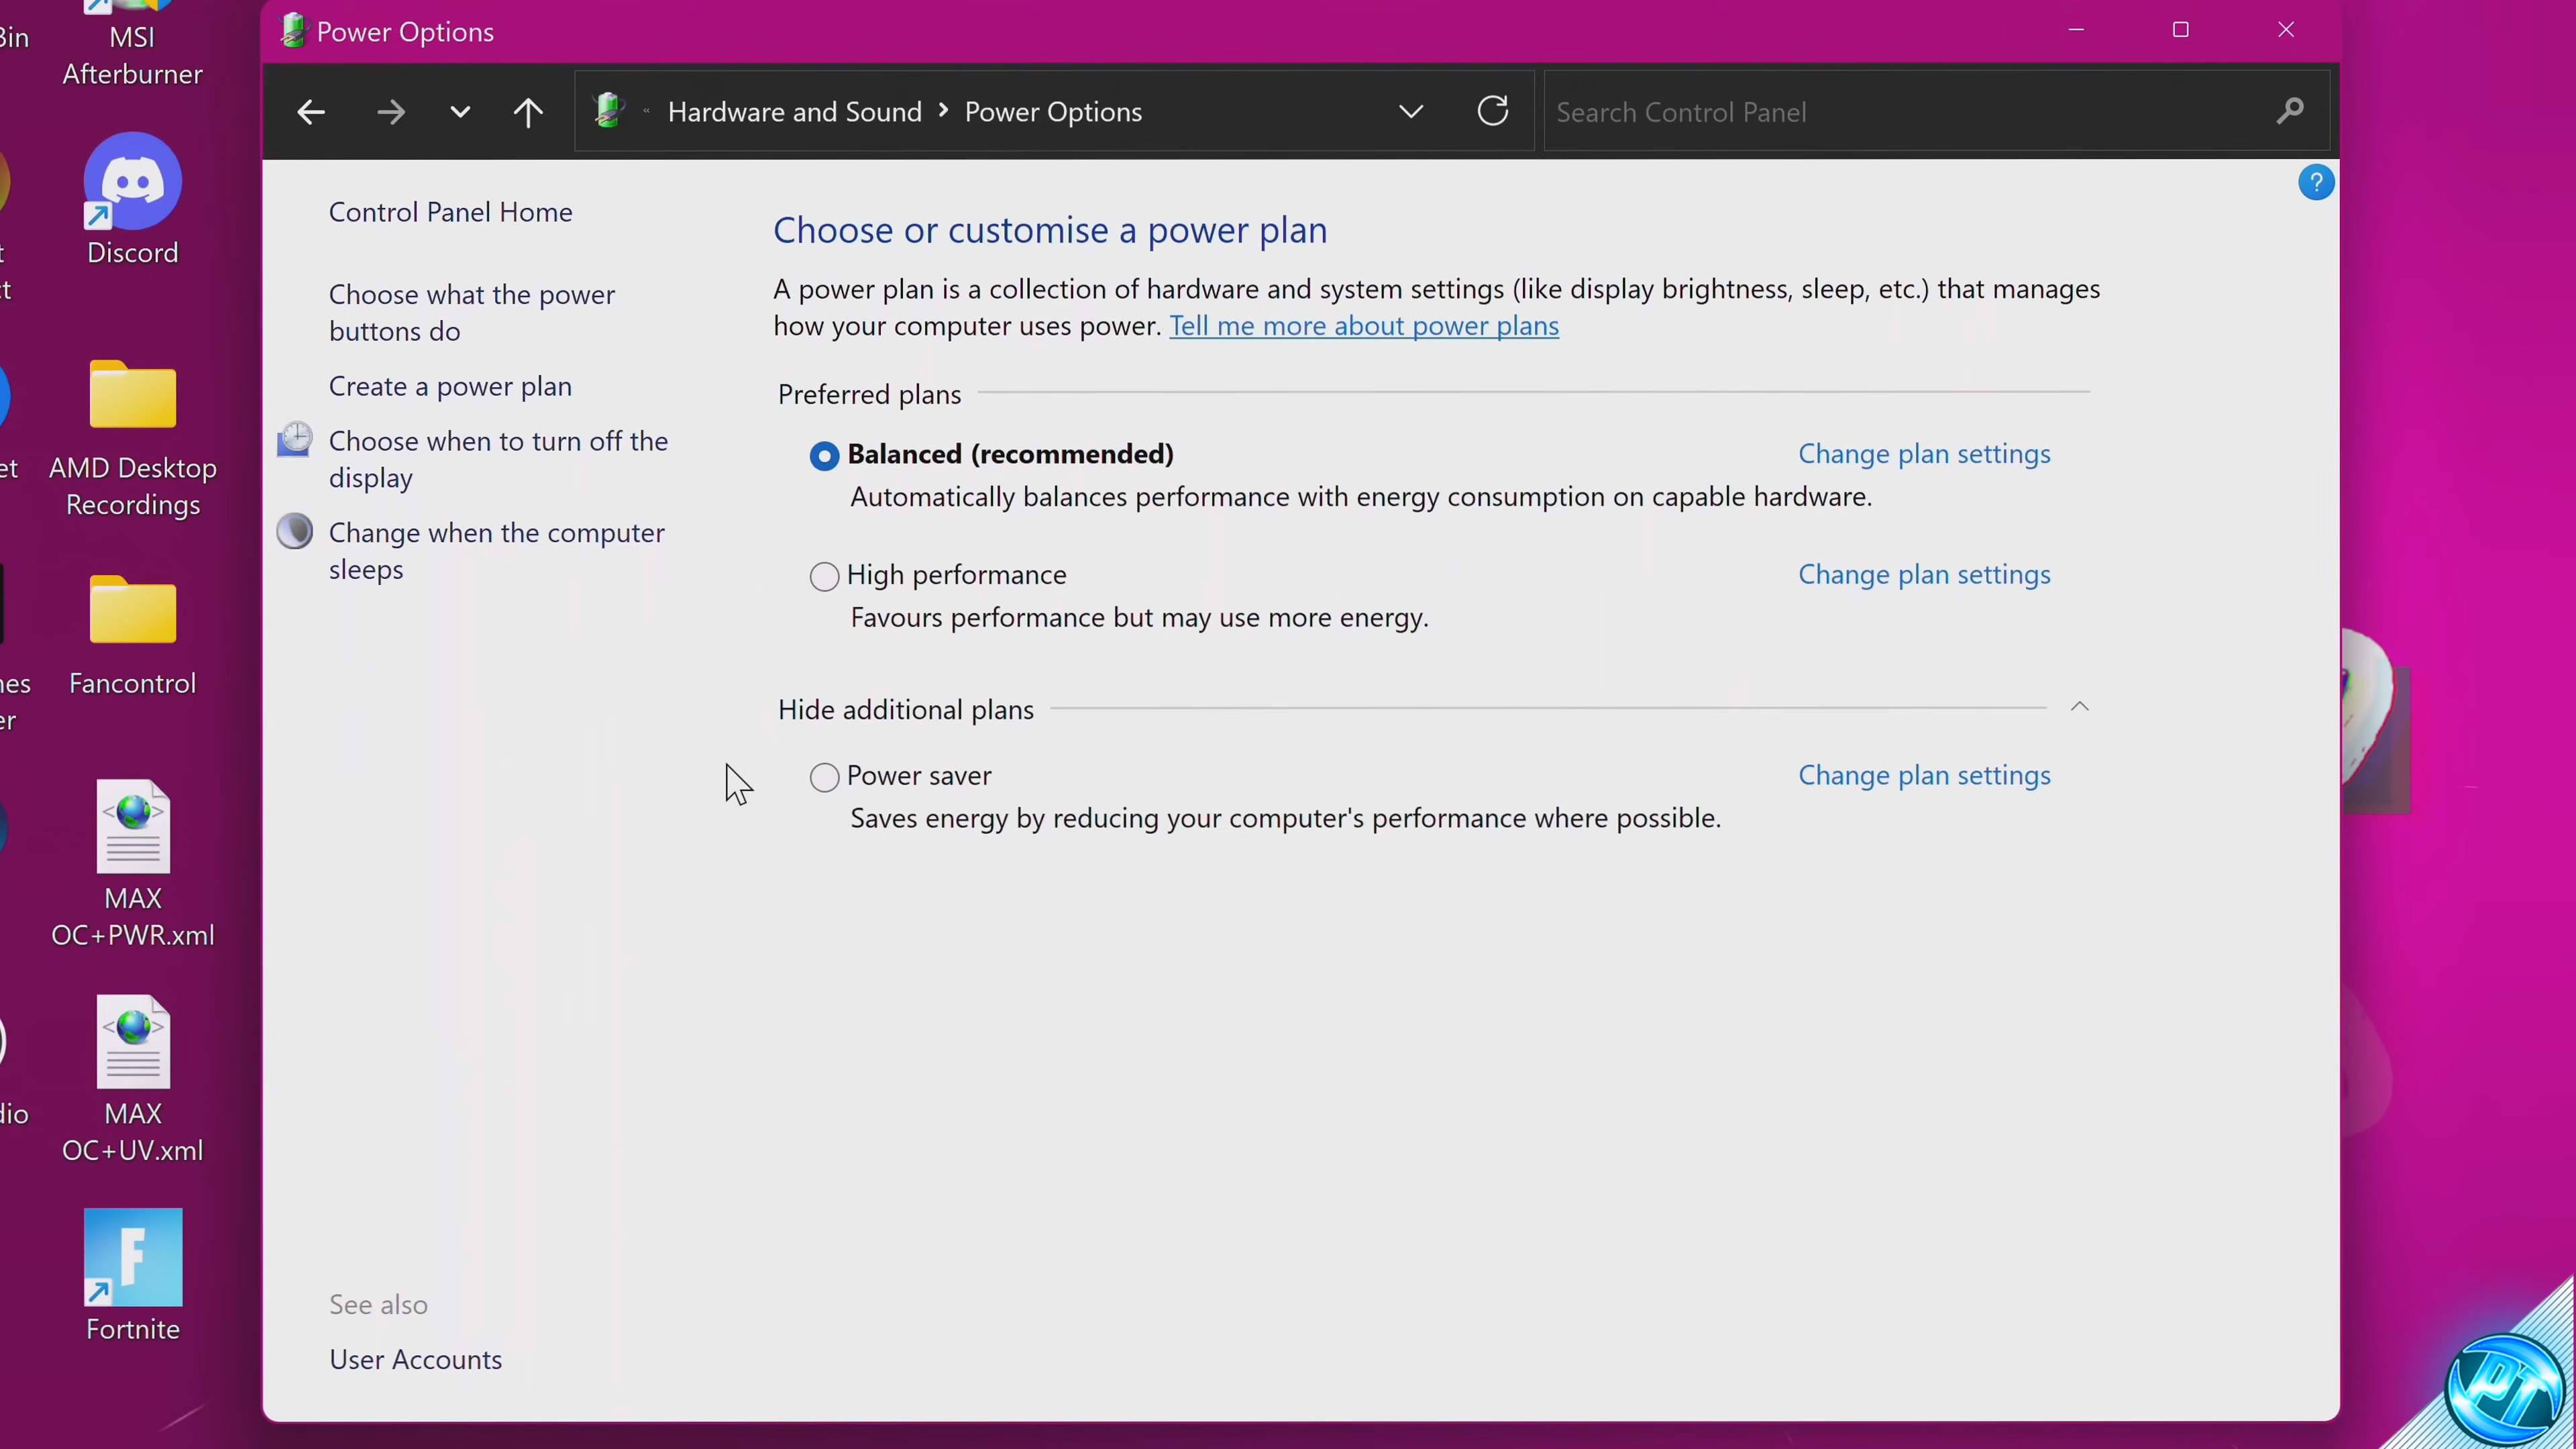 Bin
MSI
Afterburner
Discord
t
ct
AMD Desktop
Recordings
et
Fancontrol
nes
er
MAX
OC+PWR.xml
MAX
OC+UV.xml
dio
Fortnite
Power Options
« Hardware and Sound > Power Options
Search Control Panel
?
Control Panel Home
Choose what the power
buttons do
Create a power plan
Choose when to turn off the
display
Change when the computer
sleeps
See also
User Accounts
Choose or customise a power plan
A power plan is a collection of hardware and system settings (like display brightness, sleep, etc.) that manages
how your computer uses power. Tell me more about power plans
Preferred plans
Balanced (recommended) Change plan settings
Automatically balances performance with energy consumption on capable hardware.
High performance Change plan settings
Favours performance but may use more energy.
Hide additional plans
Power saver Change plan settings
Saves energy by reducing your computer's performance where possible.
PT